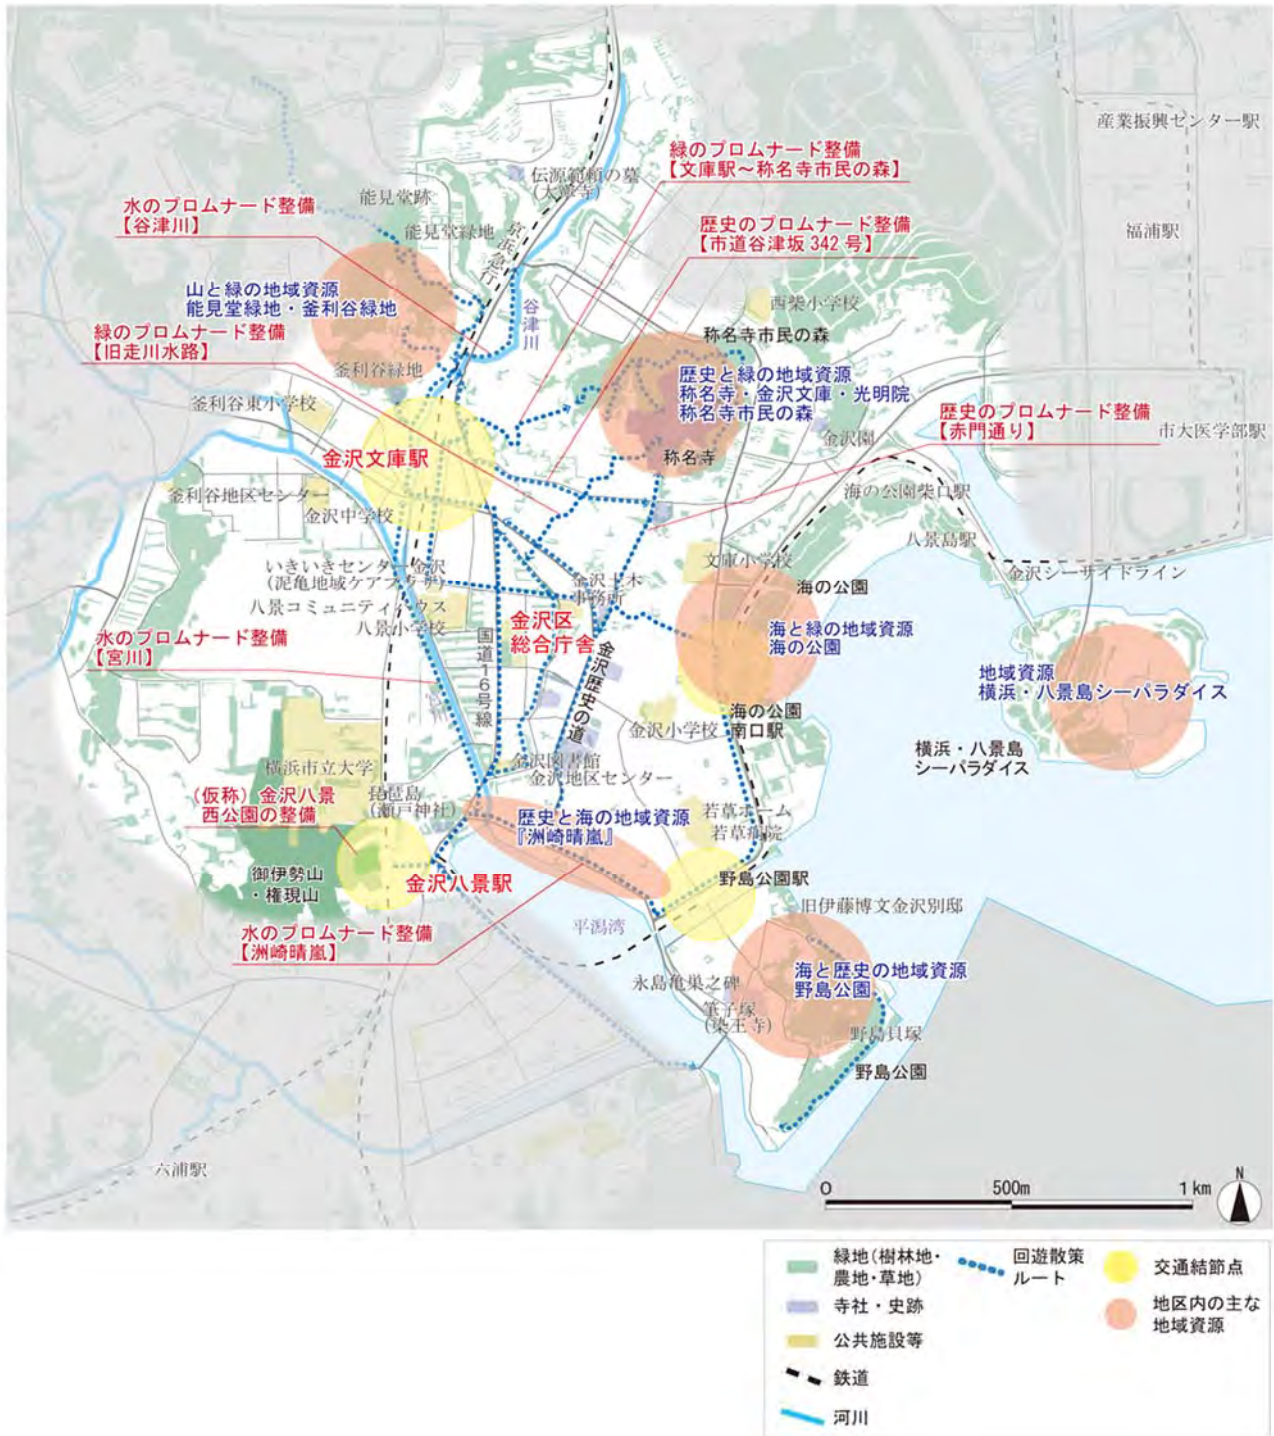 産業振興センター駅
緑のプロムナード整備
【文庫駅～称名寺市民の森】
伝源範頼の墓
(太寧寺)
能見堂跡
水のプロムナード整備
【谷津川】
歴史のプロムナード整備
【市道谷津坂 342 号】
能見堂緑地
京浜急行
福浦駅
山と緑の地域資源
能見堂緑地・釜利谷緑地
谷津川
西柴小学校
緑のプロムナード整備
【旧走川水路】
称名寺市民の森
釜利谷緑地
歴史と緑の地域資源
称名寺・金沢文庫・光明院
称名寺市民の森
釜利谷東小学校
歴史のプロムナード整備
【赤門通り】
市大医学部駅
金沢園
金沢文庫駅
称名寺
釜利谷地区センター
海の公園柴口駅
金沢中学校
八景島駅
文庫小学校
いきいきセンター金沢
金沢土木
事務所
金沢シーサイドライン
海の公園
八景コミュニティハウス
八景小学校
金沢区
総合庁舎
海と緑の地域資源
海の公園
水のプロムナード整備
【宮川】
国道16号線
金沢歴史の道
地域資源
横浜・八景島シーパラダイス
海の公園
南口駅
金沢小学校
横浜・八景島
シーパラダイス
金沢図書館
金沢地区センター
横浜市立大学
琵琶島
(瀬戸神社)
(仮称) 金沢八景
西公園の整備
歴史と海の地域資源
『洲崎晴嵐』
若草ホーム
若草病院
御伊勢山
・権現山
金沢八景駅
野島公園駅
旧伊藤博文金沢別邸
水のプロムナード整備
【洲崎晴嵐】
平潟湾
海と歴史の地域資源
野島公園
永島亀巣之碑
筆子塚
(染王寺)
野島貝塚
野島公園
六浦駅
0 500m 1 km
N
緑地(樹林地・
農地・草地)
回遊散策
ルート
交通結節点
寺社・史跡
地区内の主な
地域資源
公共施設等
鉄道
河川